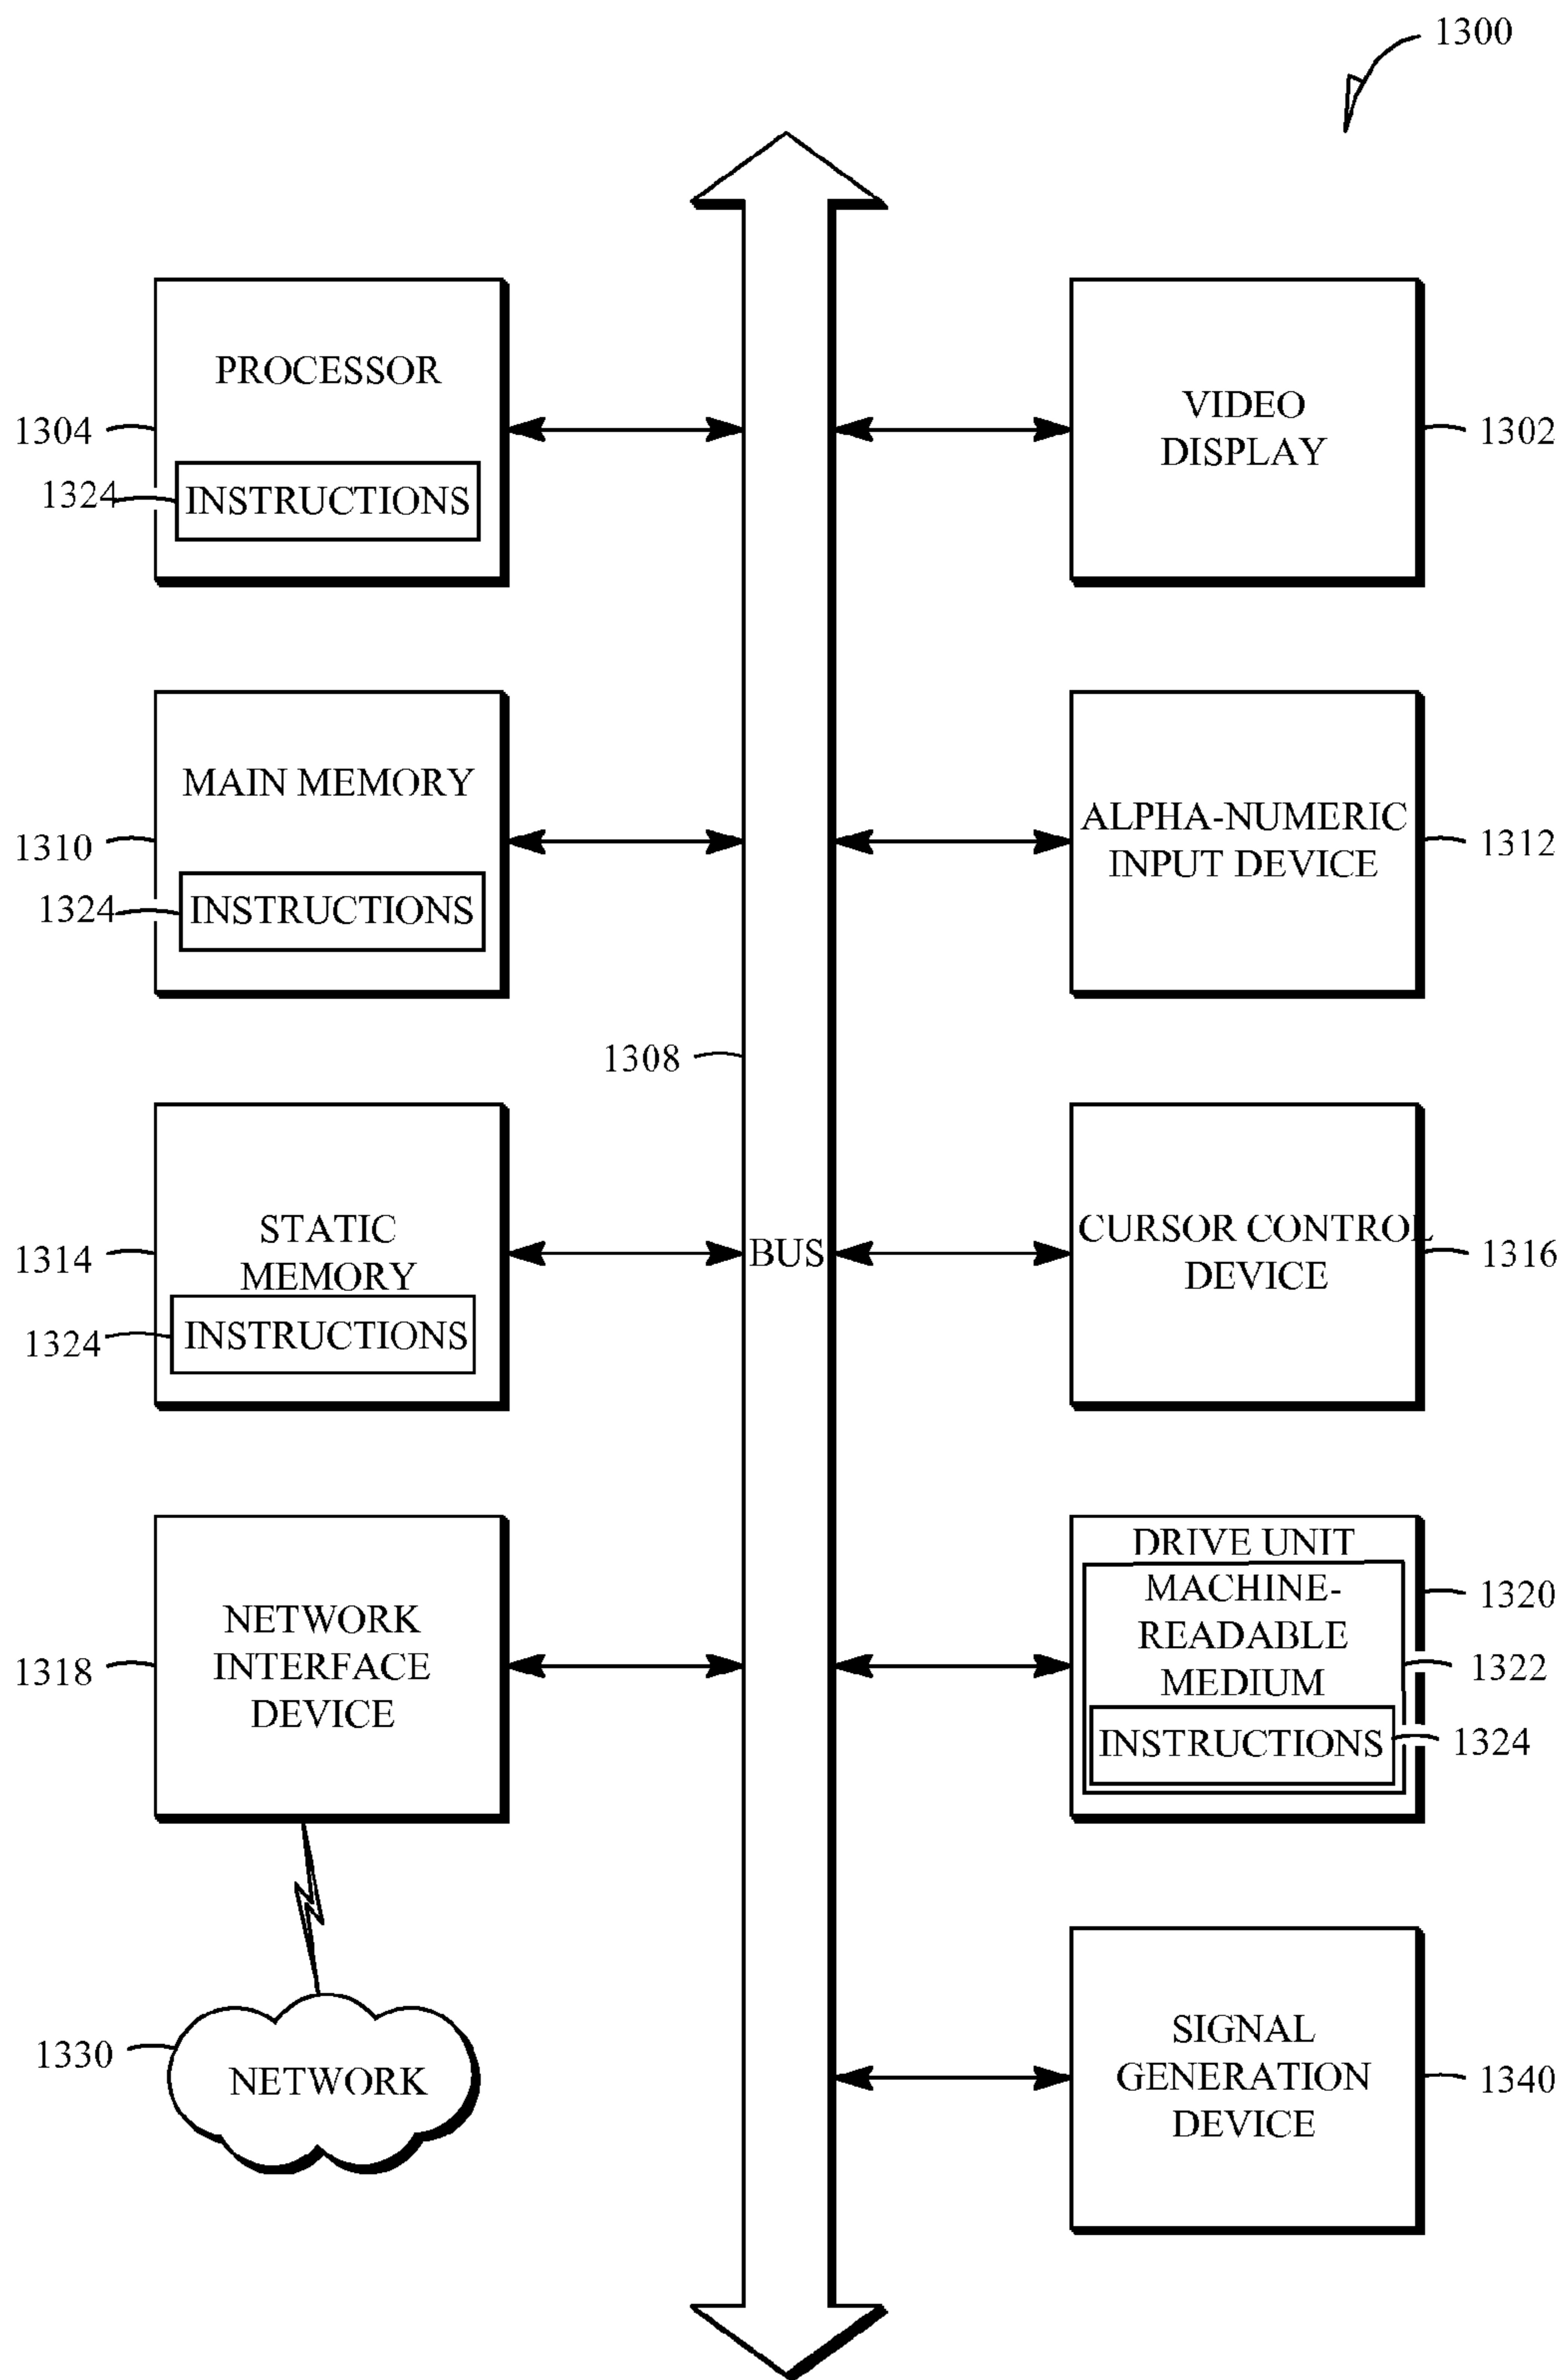 1300
PROCESSOR
1304
1324
INSTRUCTIONS
VIDEO
DISPLAY
1302
MAIN MEMORY
1310
1324
INSTRUCTIONS
ALPHA-NUMERIC
INPUT DEVICE
1312
1308
STATIC
MEMORY
1314
1324
INSTRUCTIONS
BUS
CURSOR CONTROL
DEVICE
1316
NETWORK
INTERFACE
DEVICE
1318
DRIVE UNIT
MACHINE-
READABLE
MEDIUM
INSTRUCTIONS
1320
1322
1324
1330
NETWORK
SIGNAL
GENERATION
DEVICE
1340